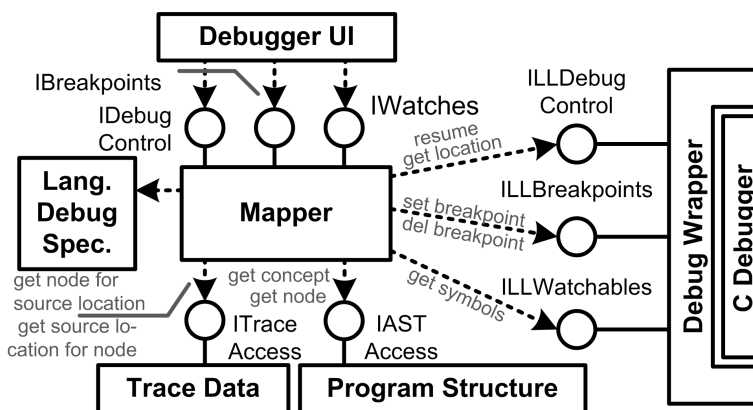 Debugger UI
IBreakpoints
IDebug
Control
IWatches
ILLDebug
Control
resume
get location
Lang.
Debug
Spec.
Mapper
ILLBreakpoints
set breakpoint
del breakpoint
Debug Wrapper
C Debugger
get node for
source location
get source lo-
cation for node
get concept
get node
get symbols
ILLWatchables
ITrace
Access
IAST
Access
Trace Data
Program Structure